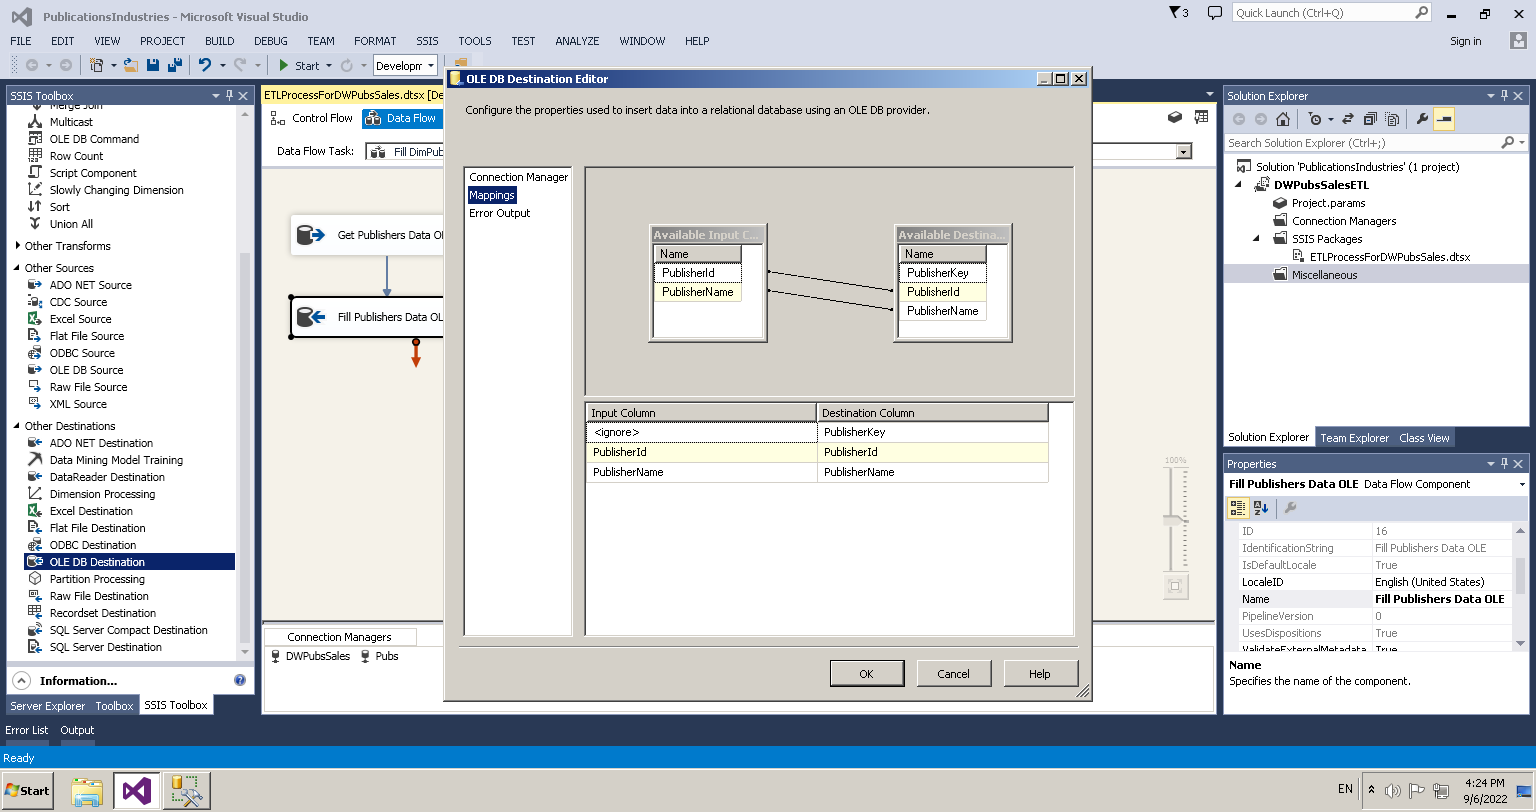 PublicationsIndustries - Microsoft Visual Studio
3
Quick Launch (Ctrl+Q)
FILE EDIT VIEW PROJECT BUILD DEBUG TEAM FORMAT SSIS TOOLS TEST ANALYZE WINDOW HELP
Sign in
Start
Developm
SSIS Toolbox
Merge Join
Multicast
OLE DB Command
Row Count
Script Component
Slowly Changing Dimension
Sort
Union All
Other Transforms
Other Sources
ADO NET Source
CDC Source
Excel Source
Flat File Source
ODBC Source
OLE DB Source
Raw File Source
XML Source
Other Destinations
ADO NET Destination
Data Mining Model Training
DataReader Destination
Dimension Processing
Excel Destination
Flat File Destination
ODBC Destination
OLE DB Destination
Partition Processing
Raw File Destination
Recordset Destination
SQL Server Compact Destination
SQL Server Destination
Information...
Server Explorer Toolbox SSIS Toolbox
ETLProcessForDWPubsSales.dtsx [De
Control Flow
Data Flow
Data Flow Task:
Fill DimPub
Get Publishers Data OL
Fill Publishers Data OL
100%
Connection Managers
DWPubsSales
Pubs
OLE DB Destination Editor
Configure the properties used to insert data into a relational database using an OLE DB provider.
Connection Manager
Mappings
Error Output
Available Input C...
Name
PublisherId
PublisherName
Available Destina...
Name
PublisherKey
PublisherId
PublisherName
Input Column Destination Column
<ignore> PublisherKey
PublisherId PublisherId
PublisherName PublisherName
OK Cancel Help
Solution Explorer
Search Solution Explorer (Ctrl+;)
Solution 'PublicationsIndustries' (1 project)
DWPubsSalesETL
Project.params
Connection Managers
SSIS Packages
ETLProcessForDWPubsSales.dtsx
Miscellaneous
Solution Explorer Team Explorer Class View
Properties
Fill Publishers Data OLE Data Flow Component
ID 16
IdentificationString Fill Publishers Data OLE
IsDefaultLocale True
LocaleID English (United States)
Name Fill Publishers Data OLE
PipelineVersion 0
UsesDispositions True
ValidateExternalMetadata True
Name
Specifies the name of the component.
Error List Output
Ready
Start
EN
4:24 PM
9/6/2022